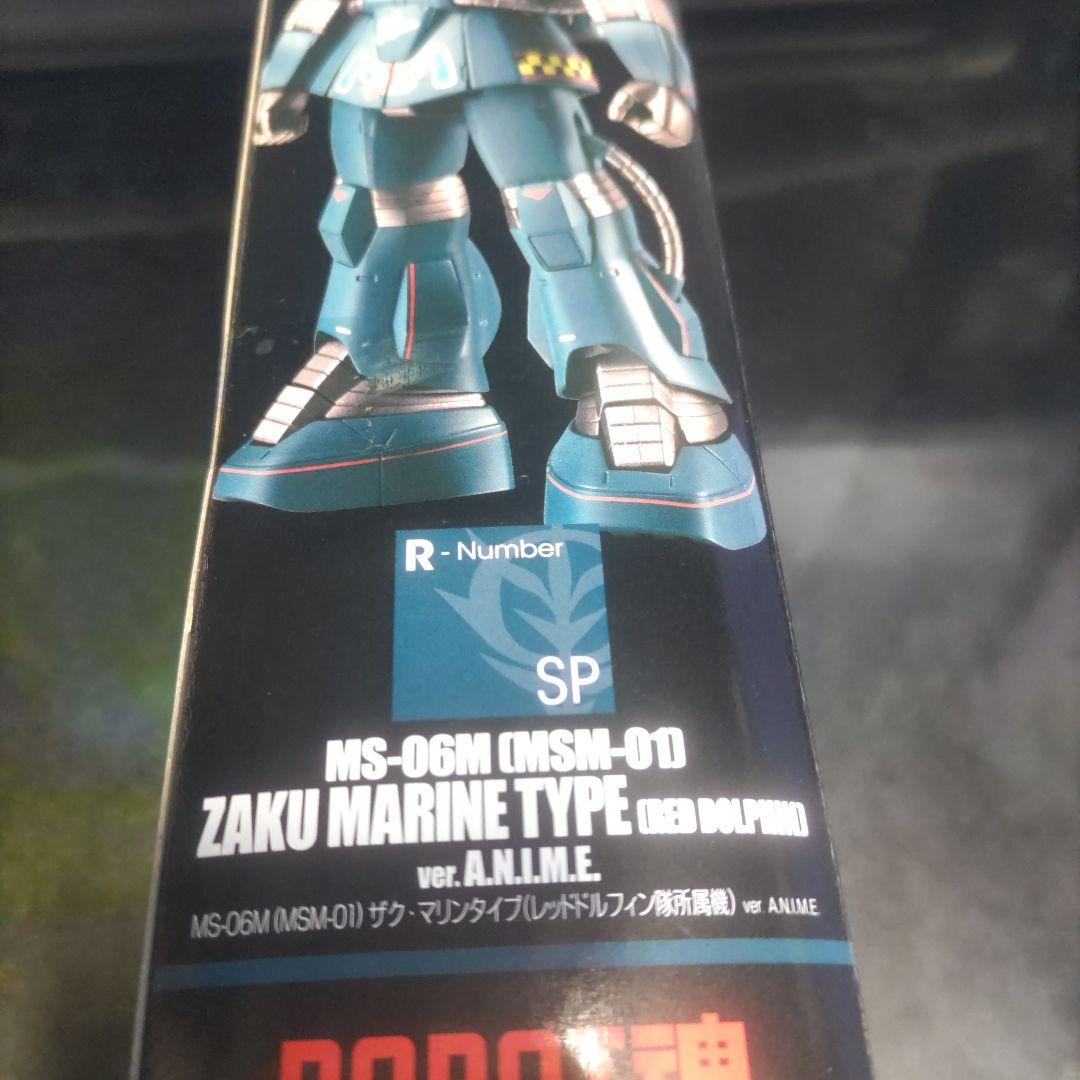 R - Number
SP
MS-06M (MSM-01)
ZAKU MARINE TYPE (RED DOLPHIN)
ver. A.N.I.M.E.
MS-06M (MSM-01) ザク・マリンタイプ(レッドドルフィン隊所属機) ver. A.N.I.M.E.
魂